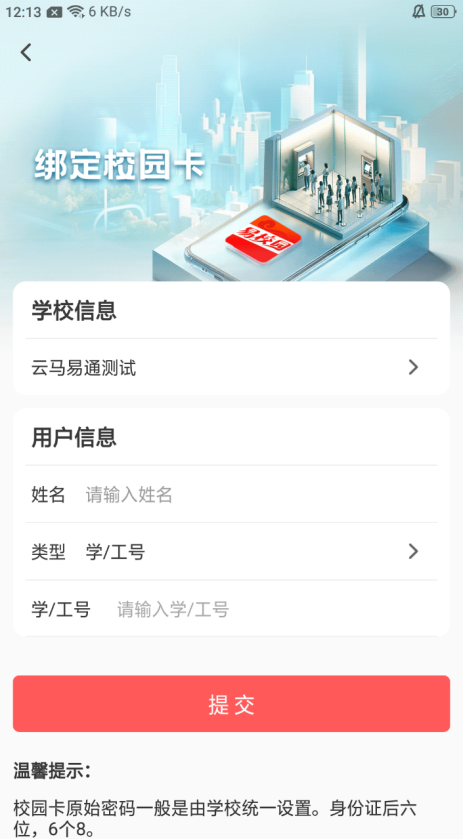 12:13 6 KB/s 30
绑定校园卡
易校园
学校信息
云马易通测试
用户信息
姓名 请输入姓名
类型 学/工号
学/工号 请输入学/工号
提交
温馨提示：
校园卡原始密码一般是由学校统一设置。身份证后六
位，6个8。